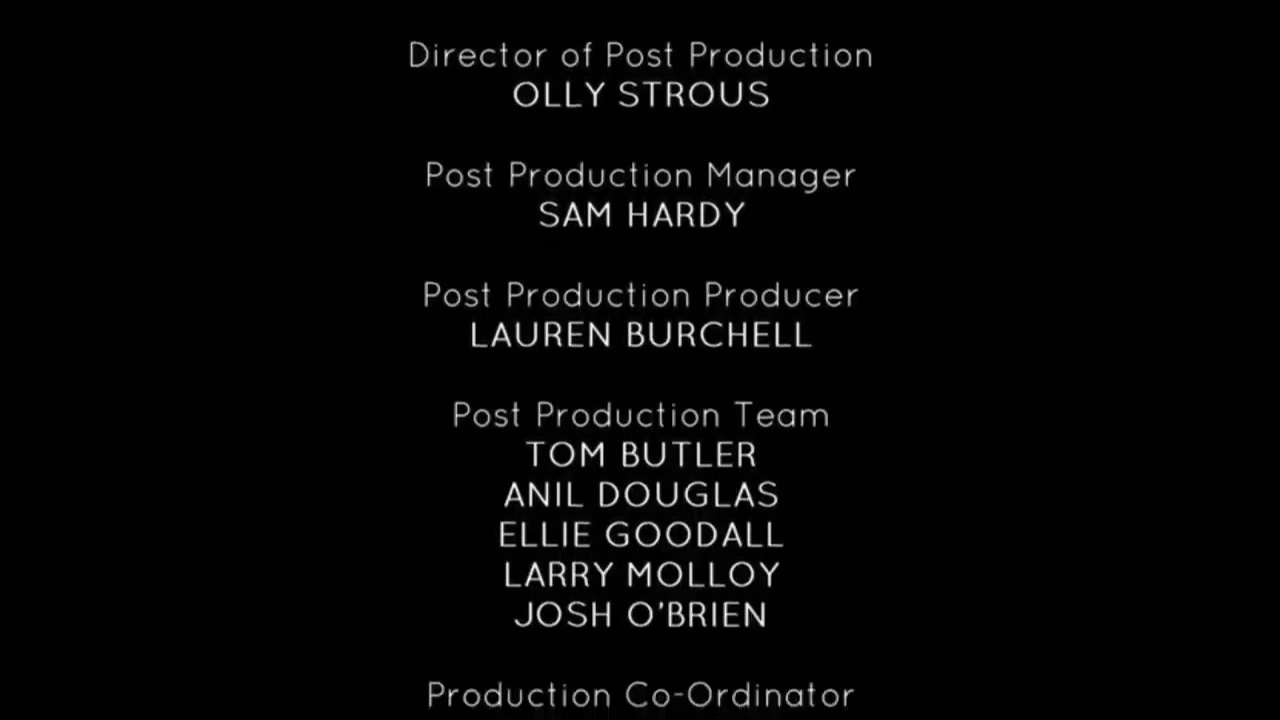 Director of Post Production
OLLY STROUS
Post Production Manager
SAM HARDY
Post Production Producer
LAUREN BURCHELL
Post Production Team
TOM BUTLER
ANIL DOUGLAS
ELLIE GOODALL
LARRY MOLLOY
JOSH O'BRIEN
Production Co-Ordinator